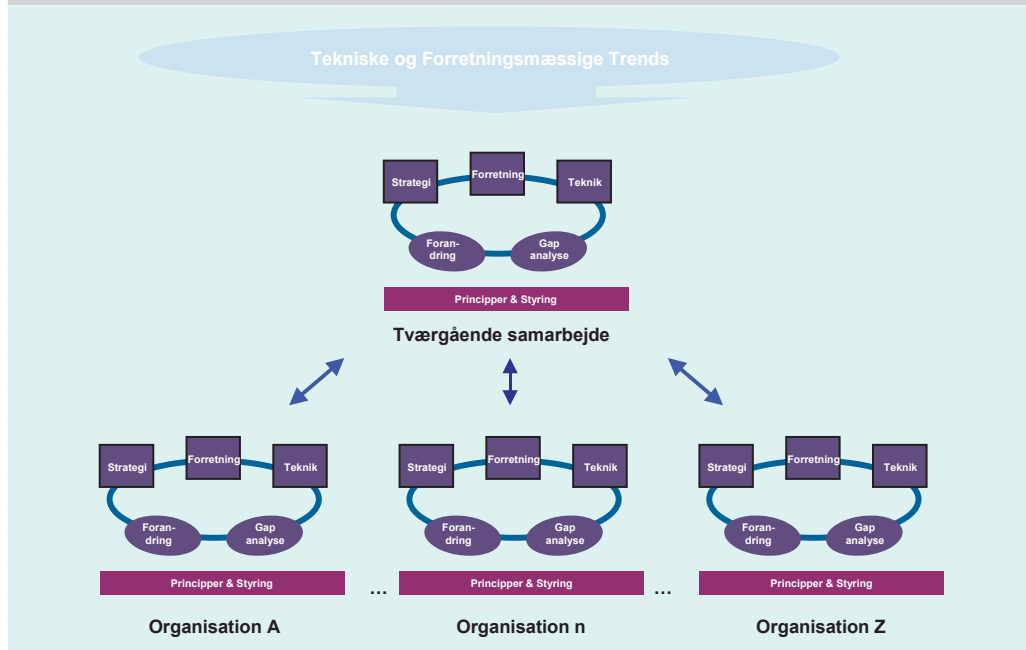 Tekniske og Forretningsmæssige Trends
Strategi
Forretning
Teknik
Foran-
dring
Gap
analyse
Principper & Styring
Tværgående samarbejde
Strategi
Forretning
Teknik
Foran-
dring
Gap
analyse
Principper & Styring
Organisation A
...
Strategi
Forretning
Teknik
Foran-
dring
Gap
analyse
Principper & Styring
Organisation n
...
Strategi
Forretning
Teknik
Foran-
dring
Gap
analyse
Principper & Styring
Organisation Z